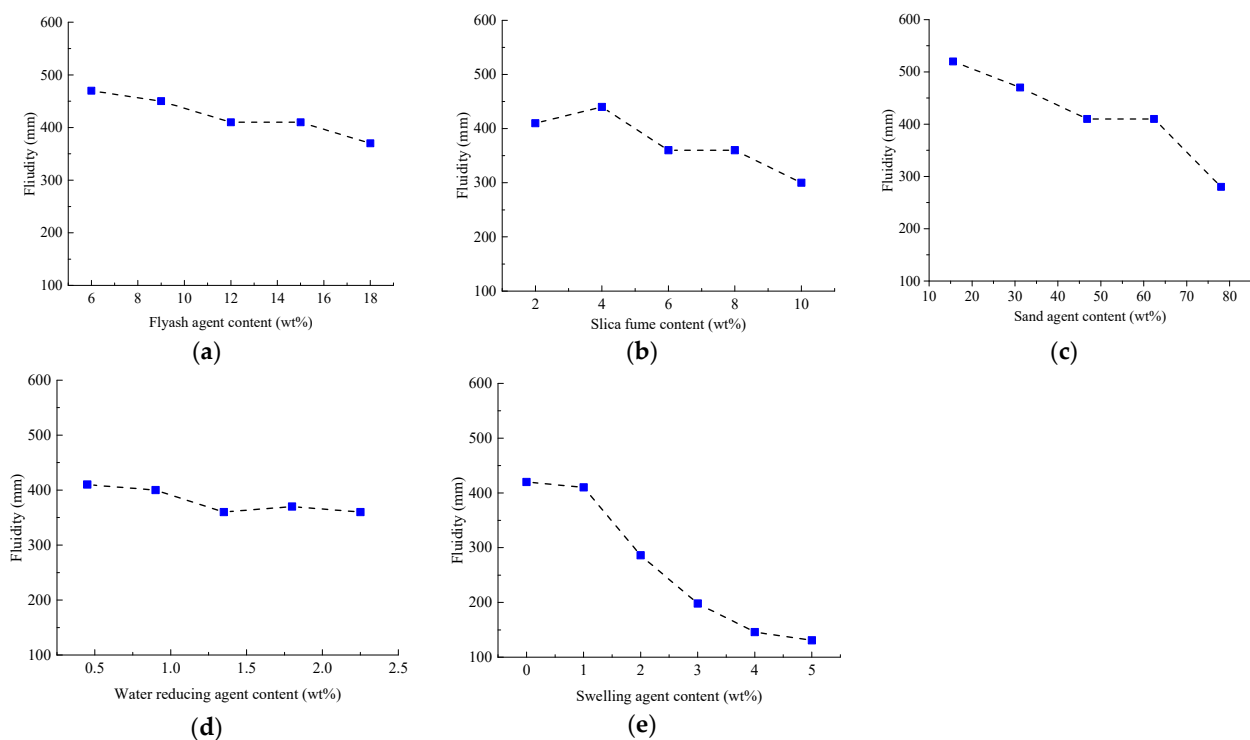 600
500
400
300
200
100
Fliudity (mm)
6 8 10 12 14 16 18
Flyash agent content (wt%)
(a)
600
500
400
300
200
100
Fluidity (mm)
2 4 6 8 10
Slica fume content (wt%)
(b)
600
500
400
300
200
100
Fluidity (mm)
10 20 30 40 50 60 70 80
Sand agent content (wt%)
(c)
600
500
400
300
200
100
Fluidity (mm)
0.5 1.0 1.5 2.0 2.5
Water reducing agent content (wt%)
(d)
600
500
400
300
200
100
Fluidity (mm)
0 1 2 3 4 5
Swelling agent content (wt%)
(e)